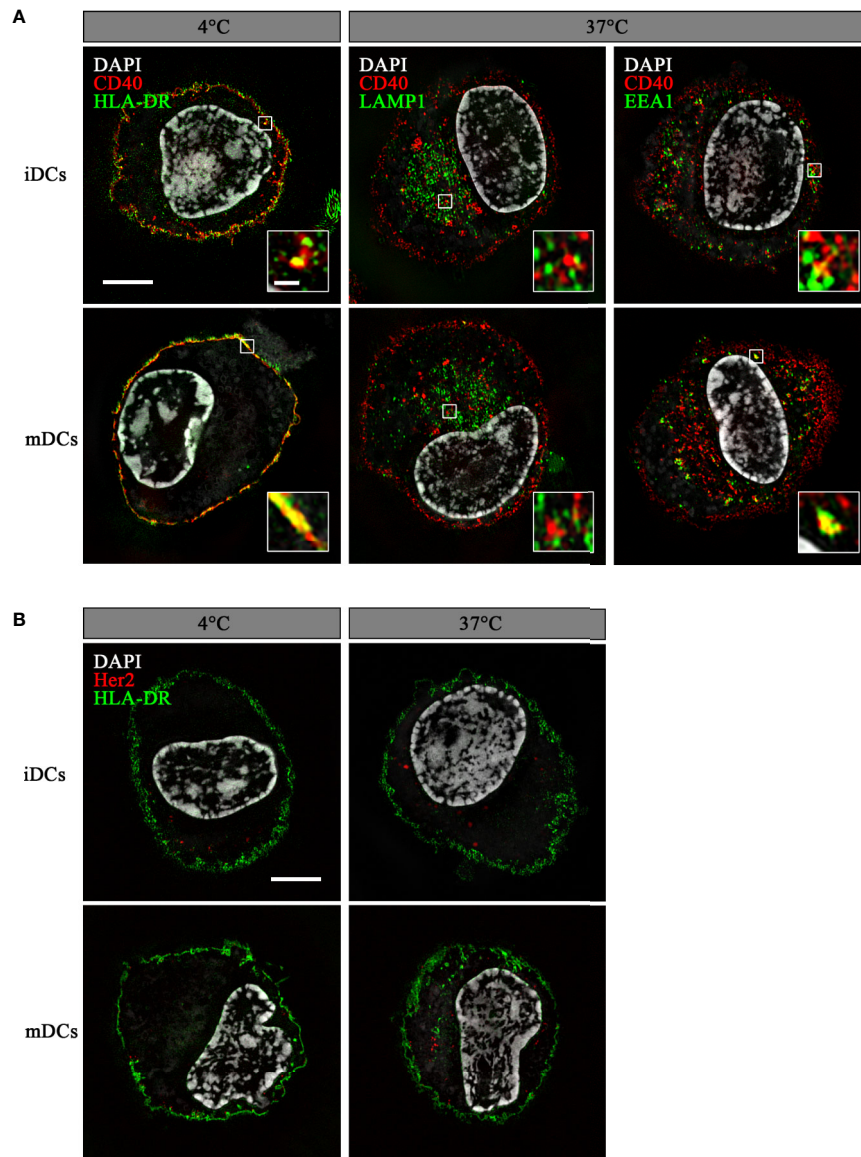 A
4°C
37°C
DAPI
CD40
HLA-DR
DAPI
CD40
LAMP1
DAPI
CD40
EEA1
iDCs
mDCs
B
4°C
37°C
DAPI
Her2
HLA-DR
iDCs
mDCs